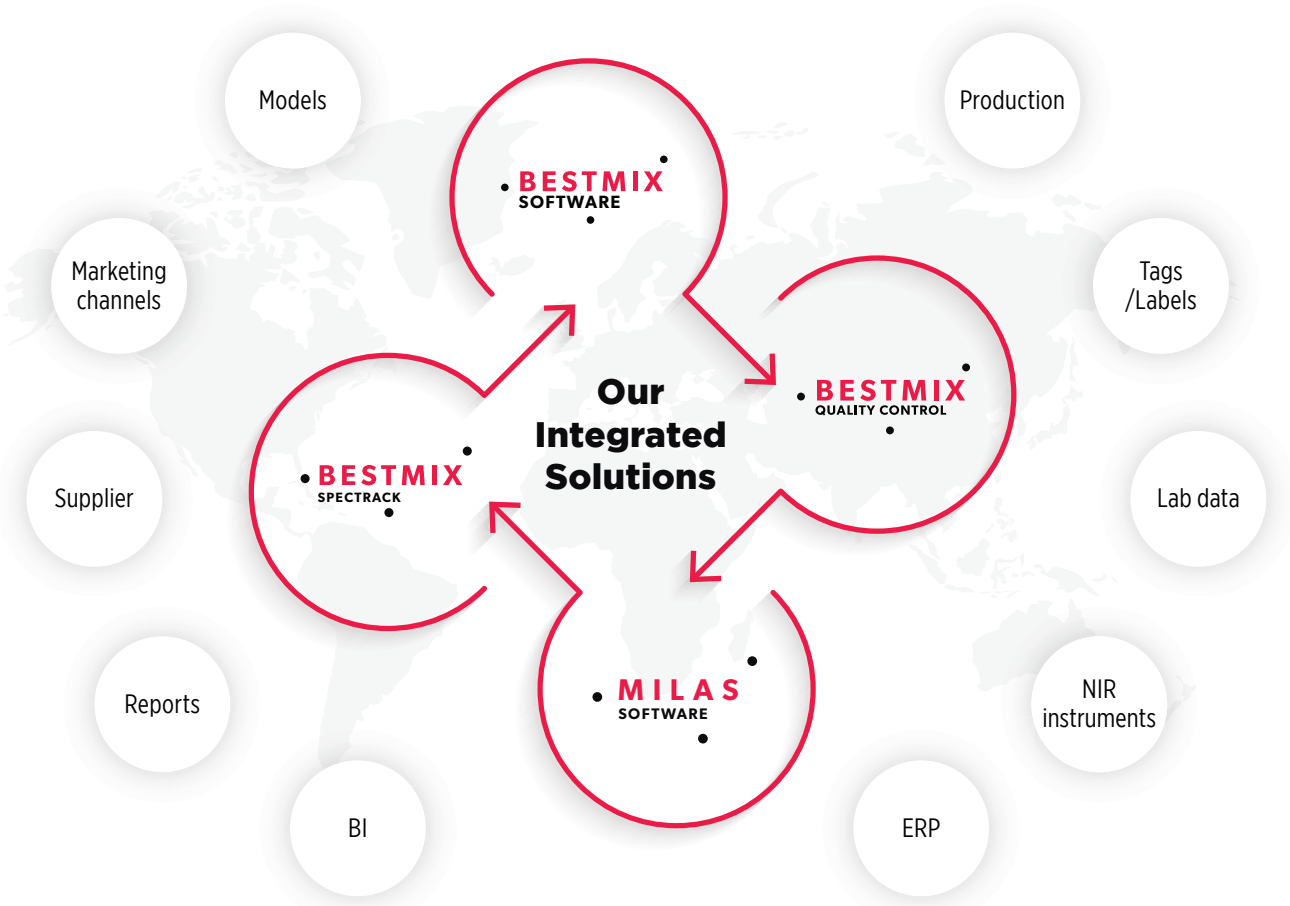 Models
Production
BESTMIX
SOFTWARE
Marketing
channels
Tags
/Labels
Our
Integrated
Solutions
BESTMIX
QUALITY CONTROL
BESTMIX
SPECTRACK
Supplier
Lab data
MILAS
SOFTWARE
Reports
NIR
instruments
BI
ERP